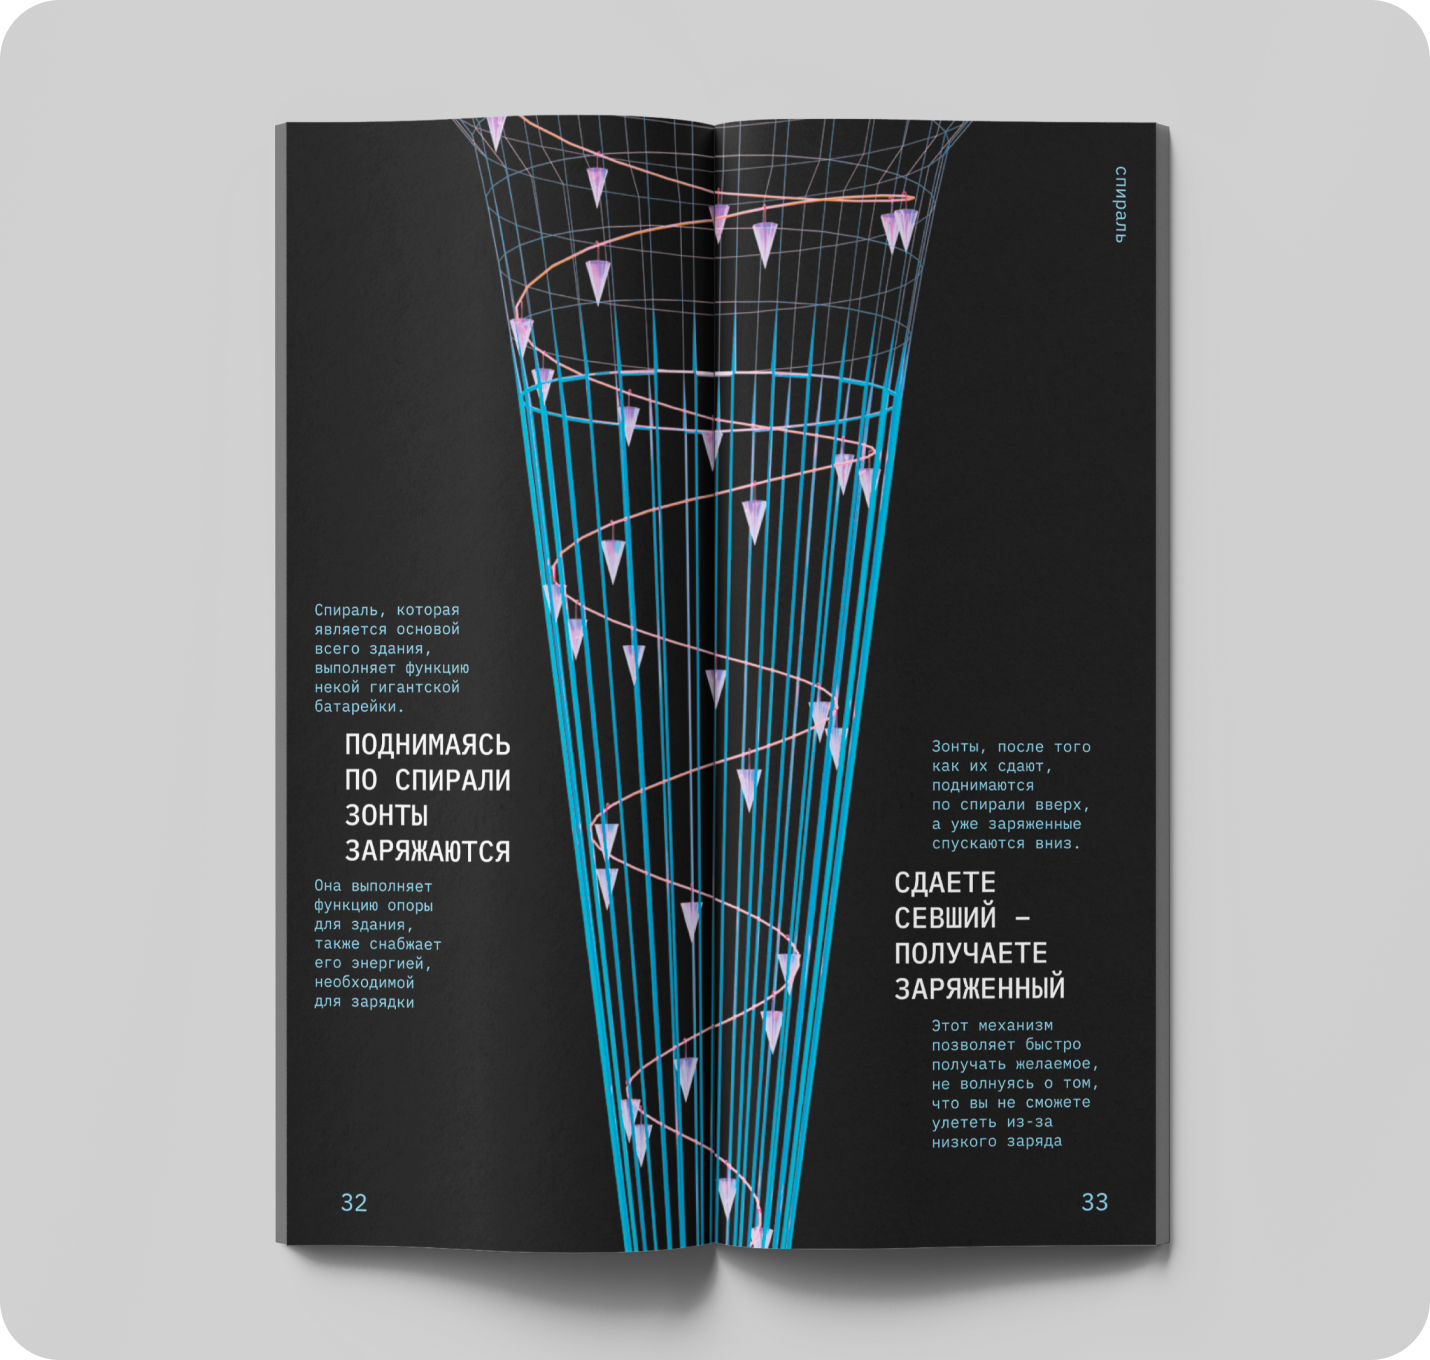 Спираль, которая
является основой
всего здания,
выполняет функцию
некой гигантской
батарейки.
ПОДНИМАЯСЬ
ПО СПИРАЛИ
ЗОНТЫ
ЗАРЯЖАЮТСЯ
Она выполняет
функцию опоры
для здания,
также снабжает
его энергией,
необходимой
для зарядки
32
спираль
Зонты, после того
как их сдают,
поднимаются
по спирали вверх,
а уже заряженные
спускаются вниз.
СДАЕТЕ
СЕВШИЙ –
ПОЛУЧАЕТЕ
ЗАРЯЖЕННЫЙ
Этот механизм
позволяет быстро
получать желаемое,
не волнуясь о том,
что вы не сможете
улететь из-за
низкого заряда
33